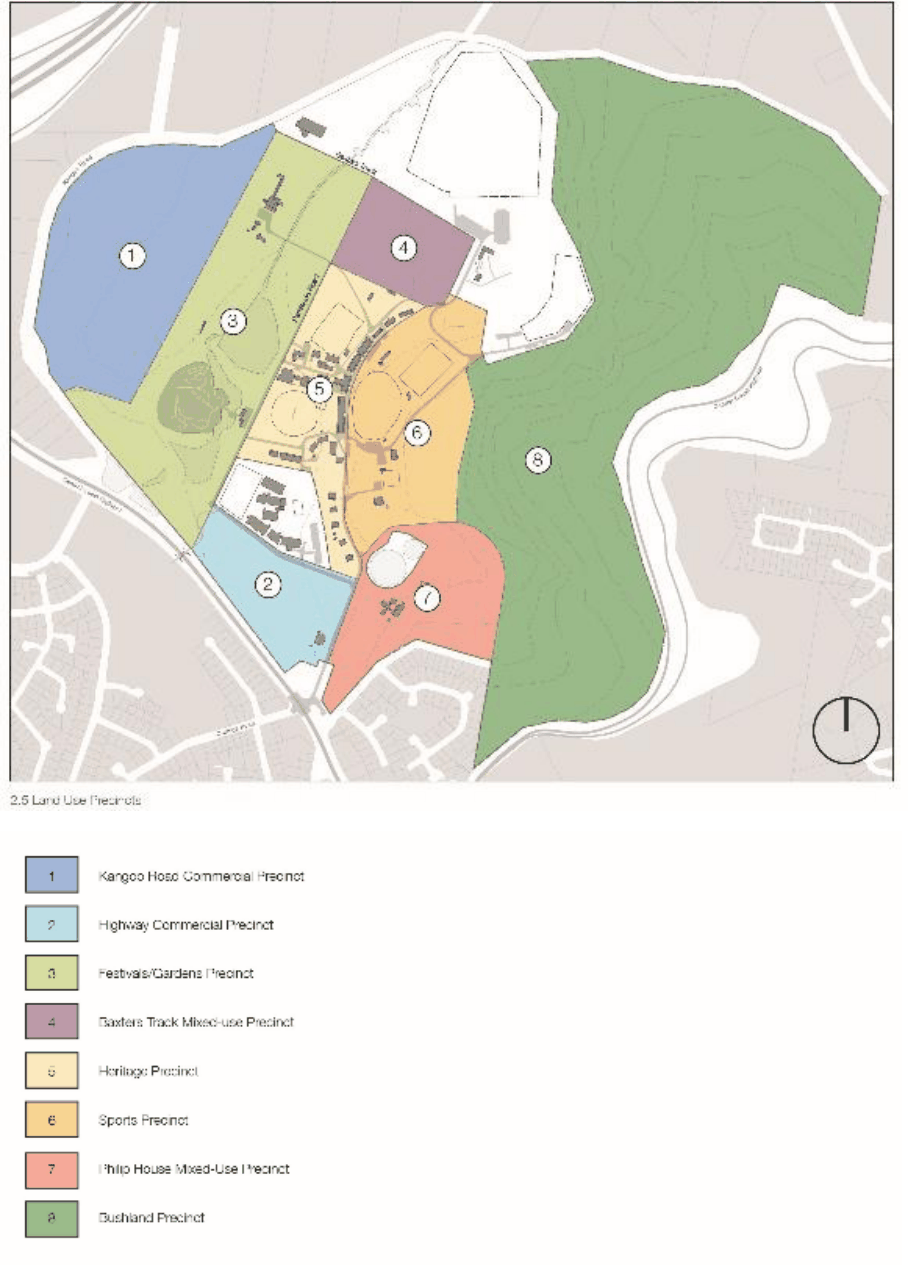 1
2
3
4
5
6
7
8
2.5 Land Use Precincts
1 Kangoo Road Commercial Precinct
2 Highway Commercial Precinct
3 Festivals/Gardens Precinct
4 Baxters Track Mixed-use Precinct
5 Heritage Precinct
6 Sports Precinct
7 Philip House Mixed-Use Precinct
8 Bushland Precinct